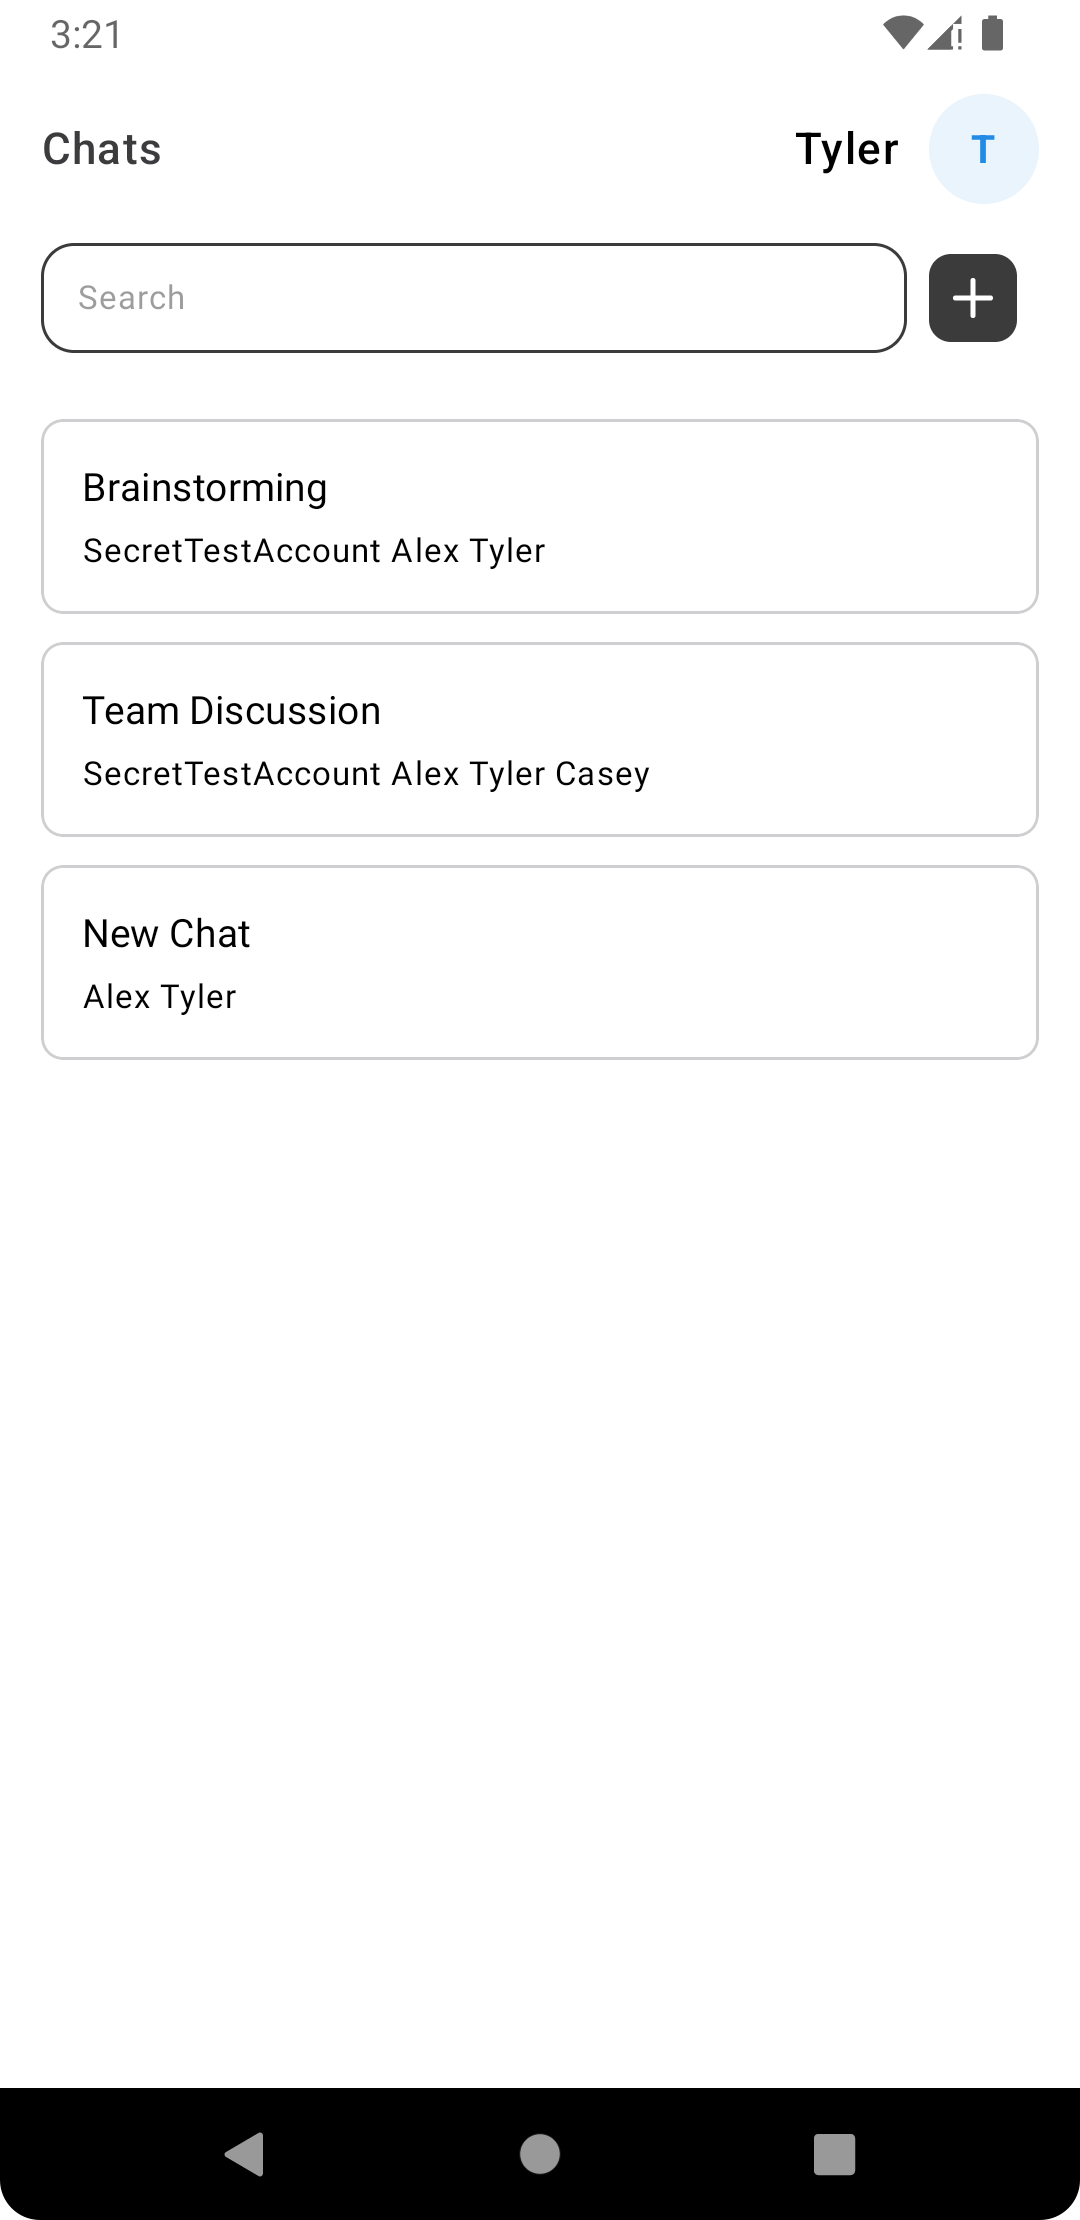 3:21
Chats
Tyler
T
Search
Brainstorming
SecretTestAccount Alex Tyler
Team Discussion
SecretTestAccount Alex Tyler Casey
New Chat
Alex Tyler